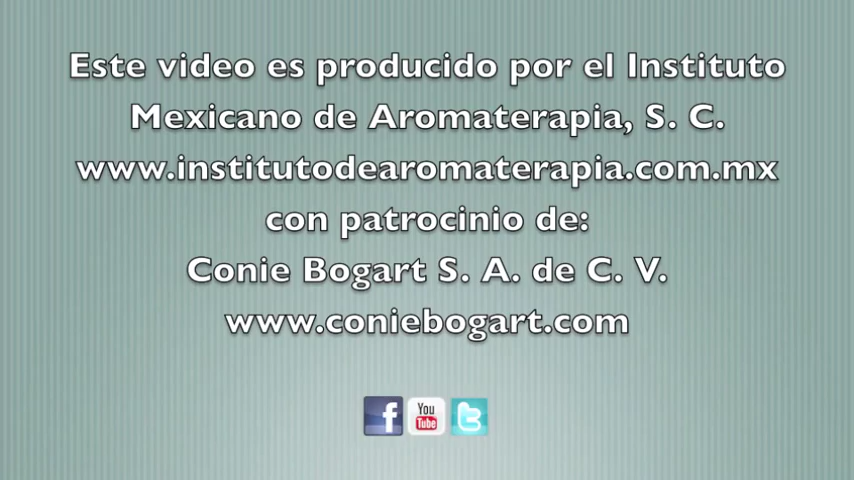 Este video es producido por el Instituto
Mexicano de Aromaterapia, S. C.
www.institutodearomaterapia.com.mx
con patrocinio de:
Conie Bogart S. A. de C. V.
www.coniebogart.com
f You Tube t